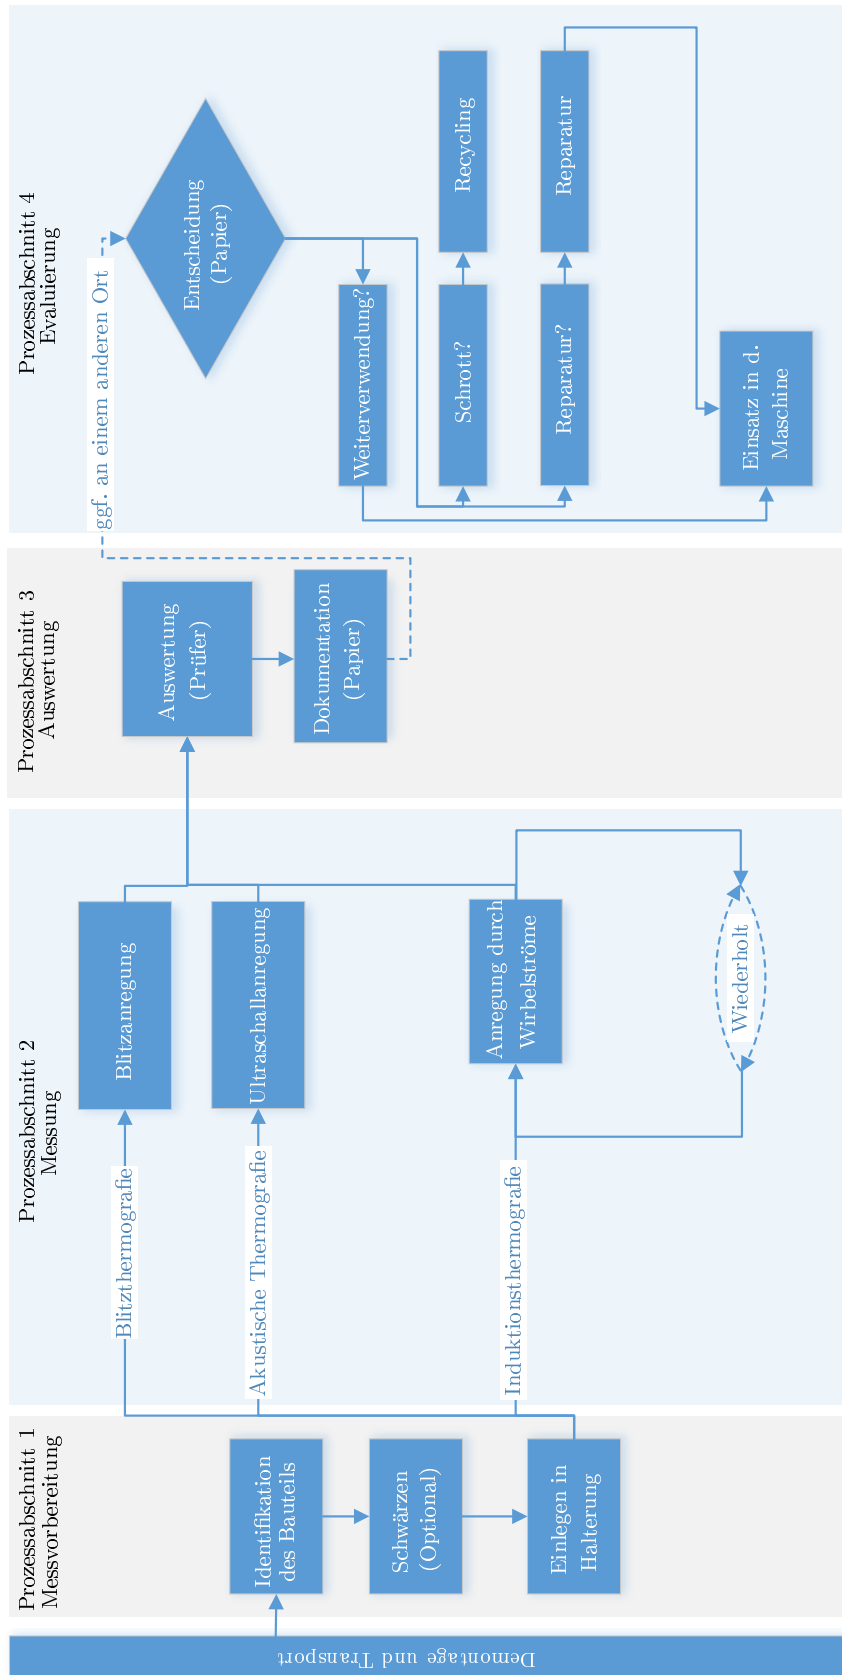 Demontage und Transport
Prozessabschnitt 1
Messvorbereitung
Identifikation
des Bauteils
Schwärzen
(Optional)
Einlegen in
Halterung
Prozessabschnitt 2
Messung
Blitzthermografie
Blitzanregung
Akustische Thermografie
Ultraschallanregung
Induktionsthermografie
Anregung durch
Wirbelströme
Wiederholt
Prozessabschnitt 3
Auswertung
Auswertung
(Prüfer)
Dokumentation
(Papier)
Prozessabschnitt 4
Evaluierung
ggf. an einem anderen Ort
Entscheidung
(Papier)
Weiterverwendung?
Schrott?
Recycling
Reparatur?
Reparatur
Einsatz in d.
Maschine